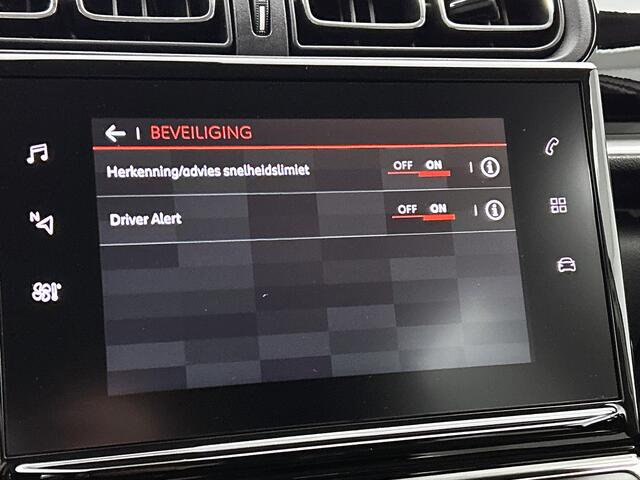 BEVEILIGING
Herkenning/advies snelheidslimiet OFF ON
Driver Alert OFF ON
N